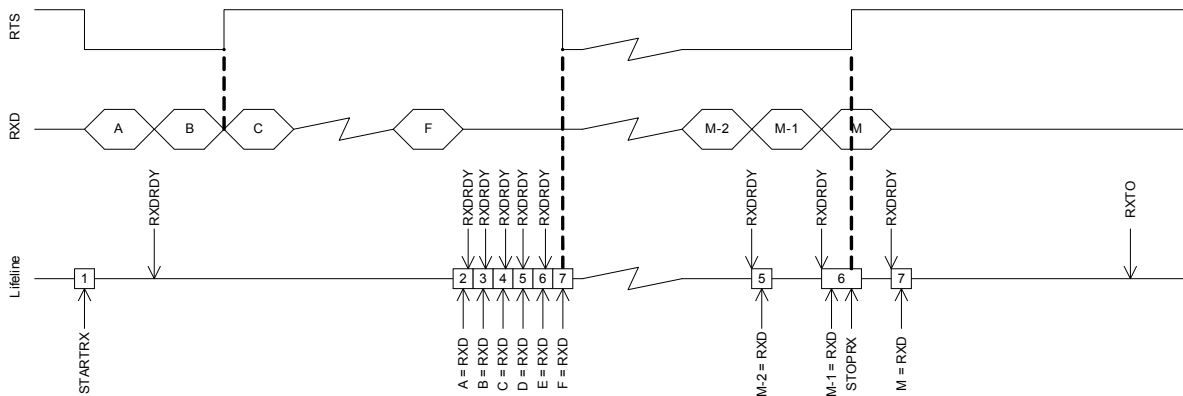 RTS
RXD
A
B
C
F
M-2
M-1
M
RXDRDY
RXDRDY
RXDRDY
RXDRDY
RXDRDY
RXDRDY
RXDRDY
RXDRDY
RXDRDY
RXTO
Lifeline
1
2
3
4
5
6
7
5
6
7
STARTRX
A = RXD
B = RXD
C = RXD
D = RXD
E = RXD
F = RXD
M-2 = RXD
M-1 = RXD
STOPRX
M = RXD